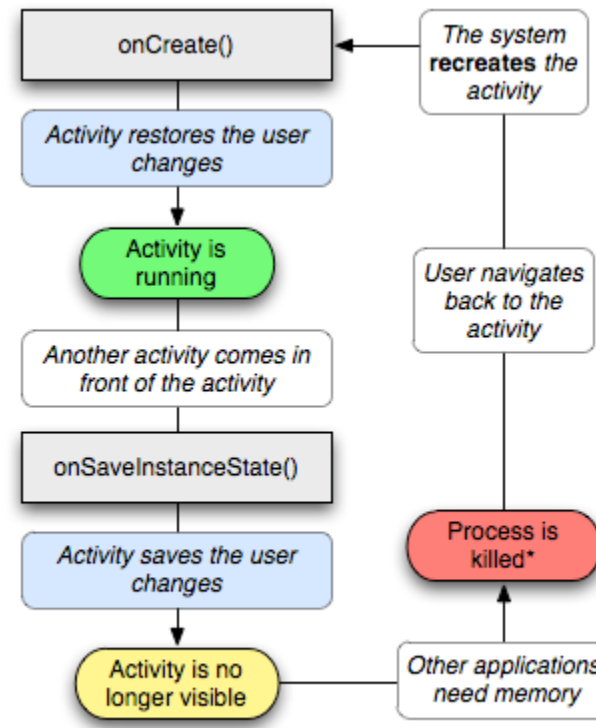 onCreate()
Activity restores the user
changes
Activity is
running
Another activity comes in
front of the activity
onSaveInstanceState()
Activity saves the user
changes
Activity is no
longer visible
Other applications
need memory
Process is
killed*
User navigates
back to the
activity
The system
recreates the
activity